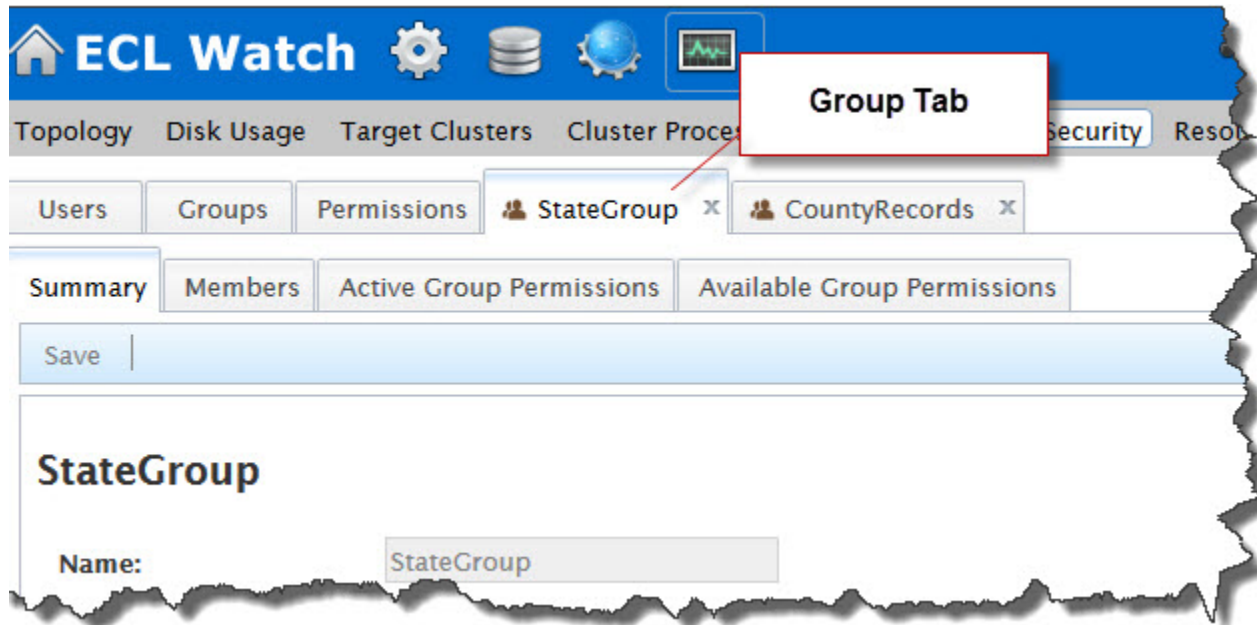 ECL Watch
Group Tab
Topology Disk Usage Target Clusters Cluster Security
Users Groups Permissions StateGroup x CountyRecords x
Summary Members Active Group Permissions Available Group Permissions
Save
StateGroup
Name: StateGroup